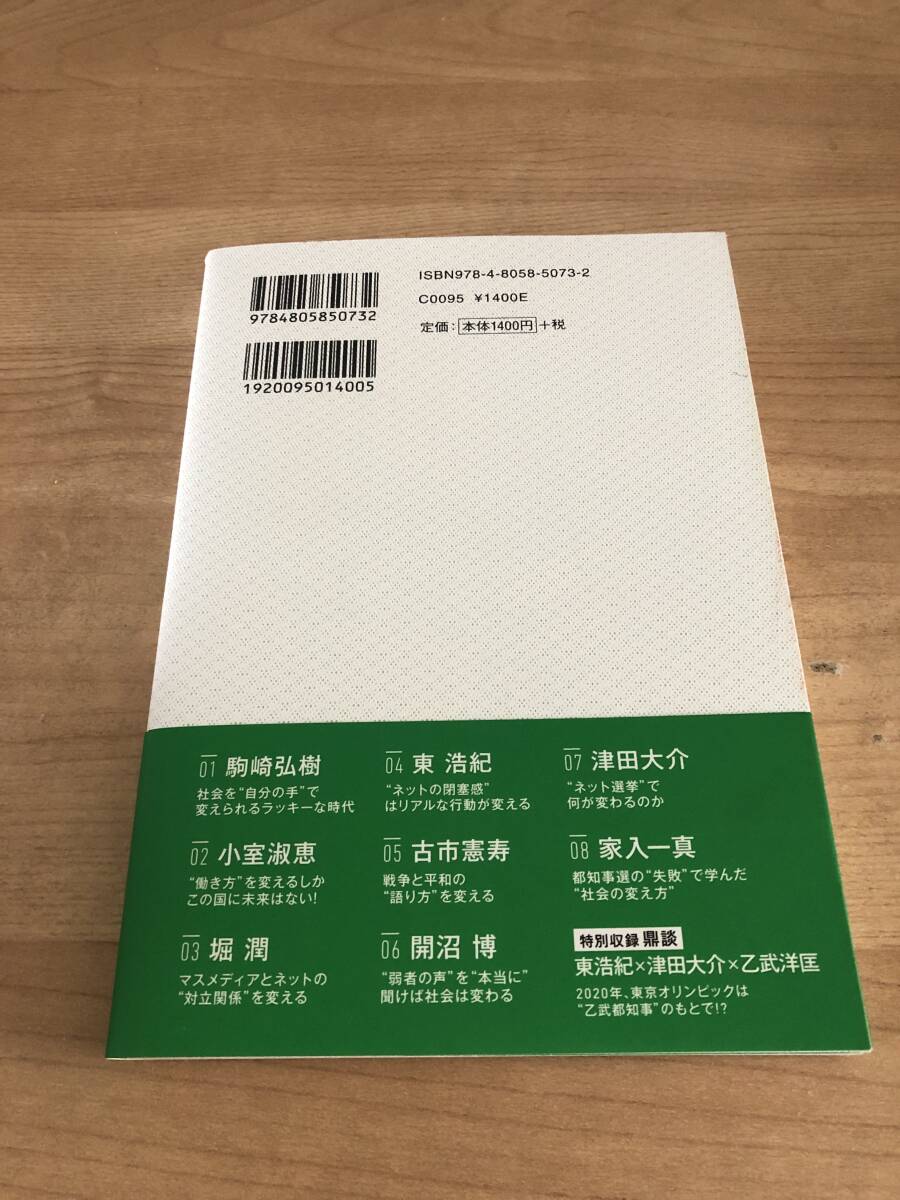 9784805850732
1920095014005
ISBN978-4-8058-5073-2
C0095 ¥1400E
定価:本体1400円+税
01 駒崎弘樹
社会を“自分の手”で
変えられるラッキーな時代
02 小室淑恵
“働き方”を変えるしか
この国に未来はない!
03 堀 潤
マスメディアとネットの
“対立関係”を変える
04 東 浩紀
“ネットの閉塞感”
はリアルな行動が変える
05 古市憲寿
戦争と平和の
“語り方”を変える
06 開沼 博
“弱者の声”を“本当に”
聞けば社会は変わる
07 津田大介
“ネット選挙”で
何が変わるのか
08 家入一真
都知事選の“失敗”で学んだ
“社会の変え方”
特別収録 鼎談
東浩紀×津田大介×乙武洋匡
2020年、東京オリンピックは
“乙武都知事”のもとで!?